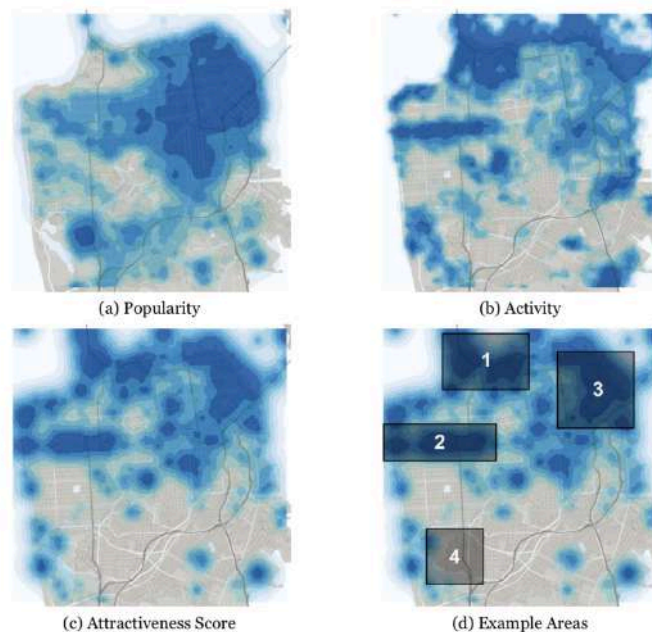 (a) Popularity
(b) Activity
(c) Attractiveness Score
1
2
3
4
(d) Example Areas